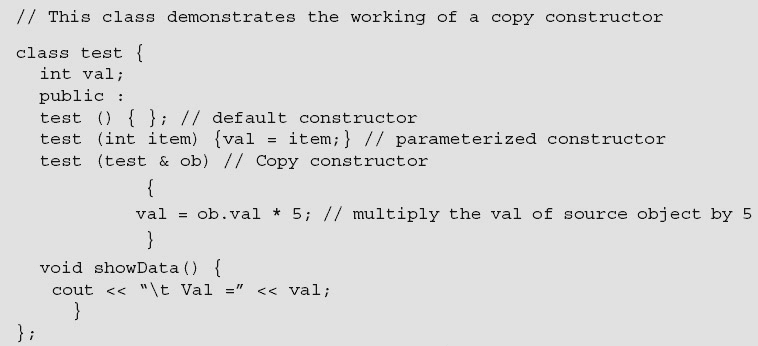 // This class demonstrates the working of a copy constructor
class test {
int val;
public :
test () { }; // default constructor
test (int item) {val = item;} // parameterized constructor
test (test & ob) // Copy constructor
{
val = ob.val * 5; // multiply the val of source object by 5
}
void showData() {
cout << “\t Val =” << val;
}
};